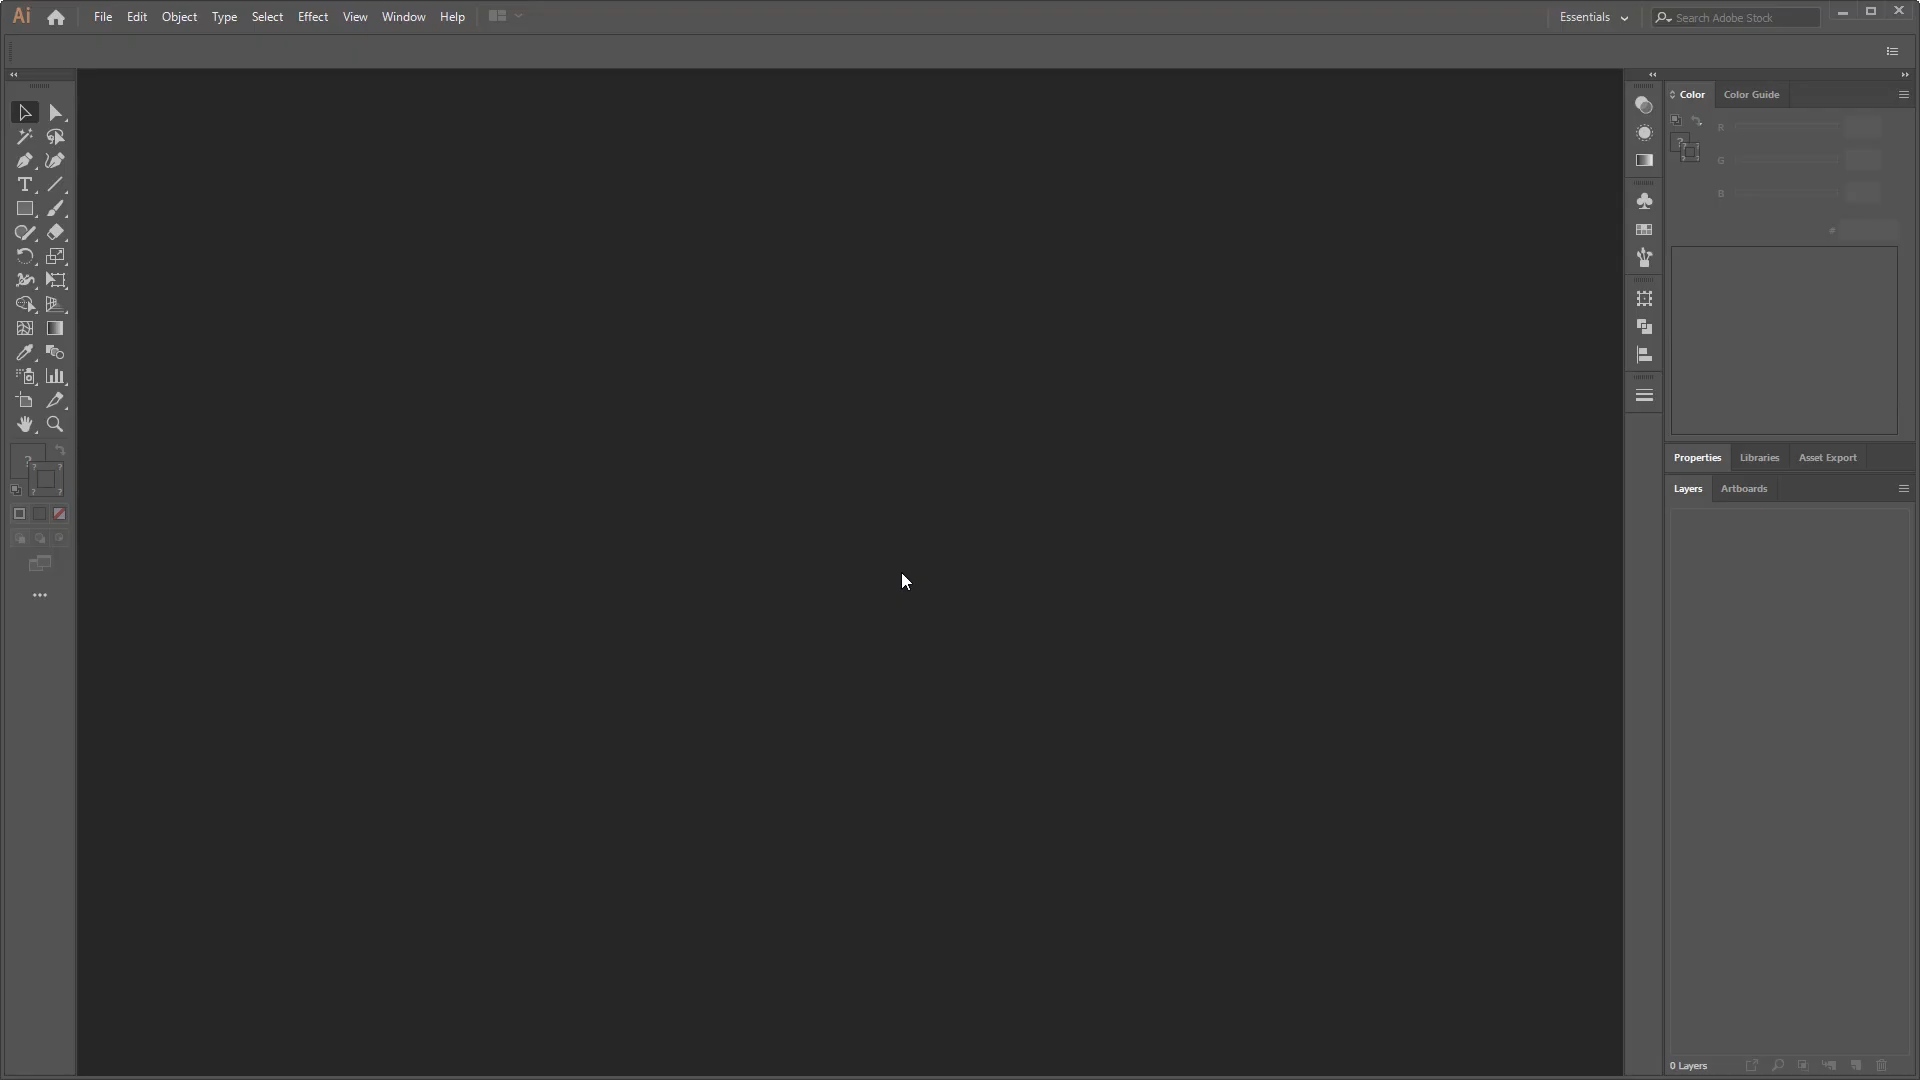 Ai File Edit Object Type Select Effect View Window Help Essentials Search Adobe Stock
Color Color Guide
R
G
B
#
T
? ? ?
? ?
Properties Libraries Asset Export
Layers Artboards
0 Layers